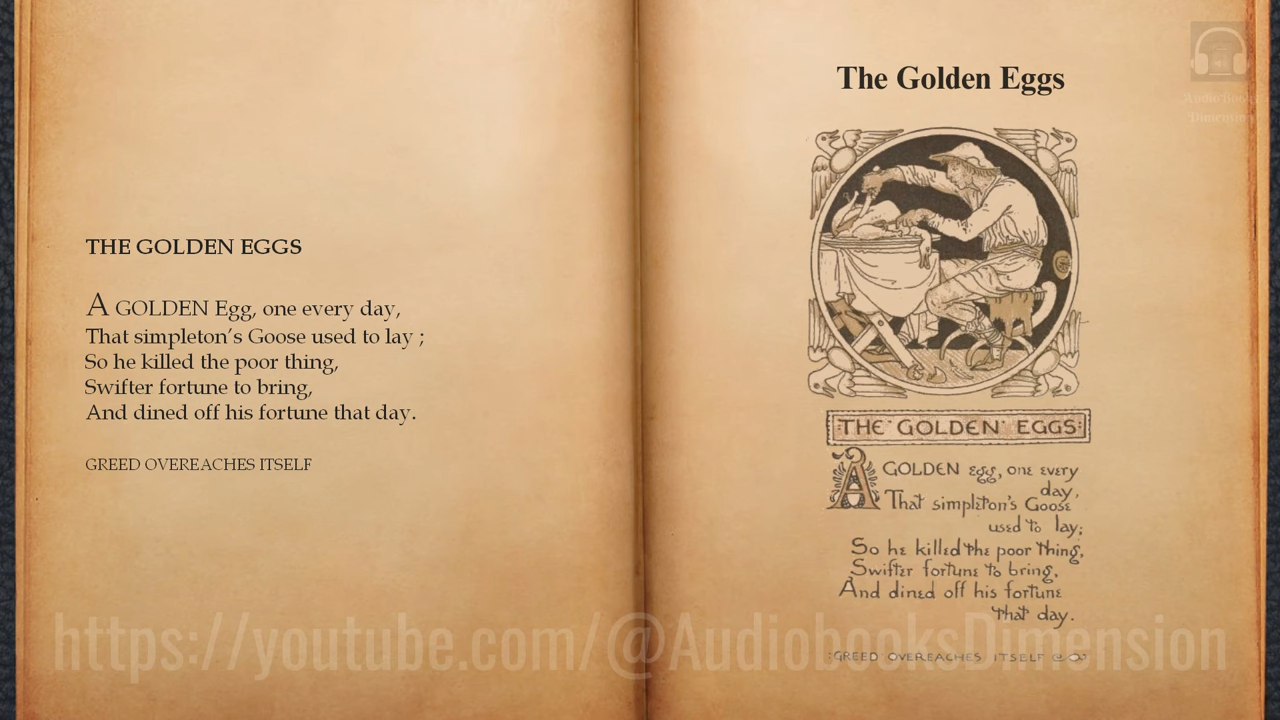 THE GOLDEN EGGS
A GOLDEN Egg, one every day,
That simpleton's Goose used to lay ;
So he killed the poor thing,
Swifter fortune to bring,
And dined off his fortune that day.
GREED OVEREACHES ITSELF
The Golden Eggs
THE GOLDEN EGGS
A GOLDEN Egg, one every
day,
That simpleton's Goose
used to lay;
So he killed the poor thing,
Swifter fortune to bring,
And dined off his fortune
that day.
GREED OVEREACHES ITSELF
AudioBooks
Dimension
https://youtube.com/@AudiobooksDimension